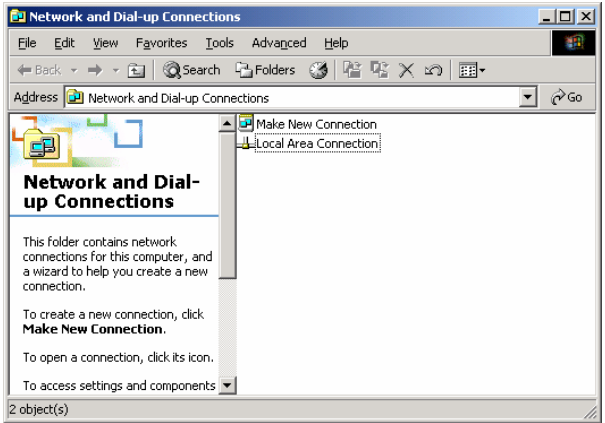 Network and Dial-up Connections
File Edit View Favorites Tools Advanced Help
Back Search Folders
Address Network and Dial-up Connections Go
Make New Connection
Local Area Connection
Network and Dial-
up Connections
This folder contains network
connections for this computer, and
a wizard to help you create a new
connection.
To create a new connection, click
Make New Connection.
To open a connection, click its icon.
To access settings and components
2 object(s)